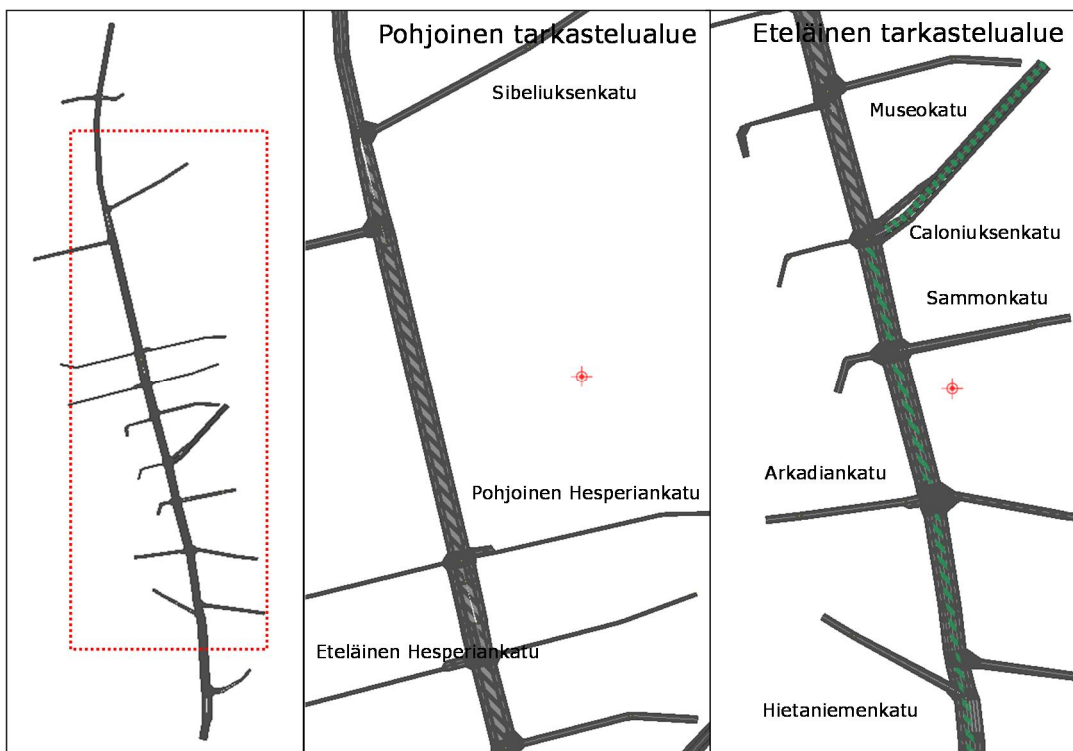 Pohjoinen tarkastelualue
Sibeliuksenkatu
Pohjoinen Hesperiankatu
Eteläinen Hesperiankatu
Eteläinen tarkastelualue
Museokatu
Caloniuksenkatu
Sammonkatu
Arkadiankatu
Hietaniemenkatu